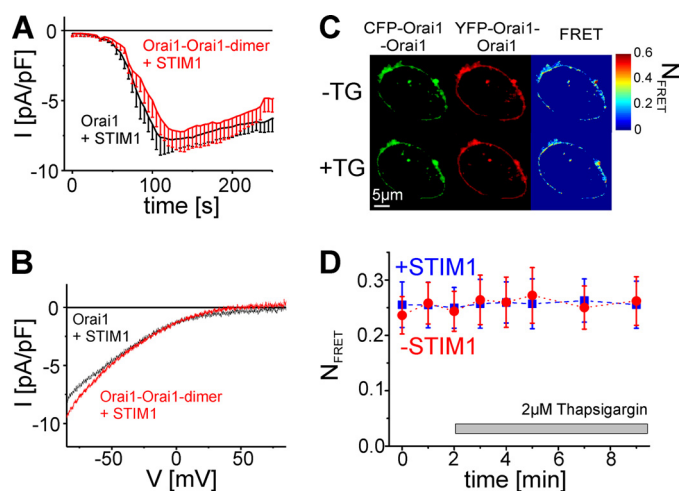 A
I [pA/pF]
0
-5
-10
Orai1-Orai1-dimer
+ STIM1
Orai1
+ STIM1
0
100
200
time [s]
B
I [pA/pF]
0
-5
-10
Orai1
+ STIM1
Orai1-Orai1-dimer
+ STIM1
-50
0
50
V [mV]
C
CFP-Orai1
-Orai1
YFP-Orai1-
Orai1
FRET
-TG
+TG
5µm
0.6
0.4
0.2
0
NFRET
D
NFRET
0.3
0.2
0.1
0.0
+STIM1
-STIM1
2µM Thapsigargin
0
2
4
6
8
time [min]